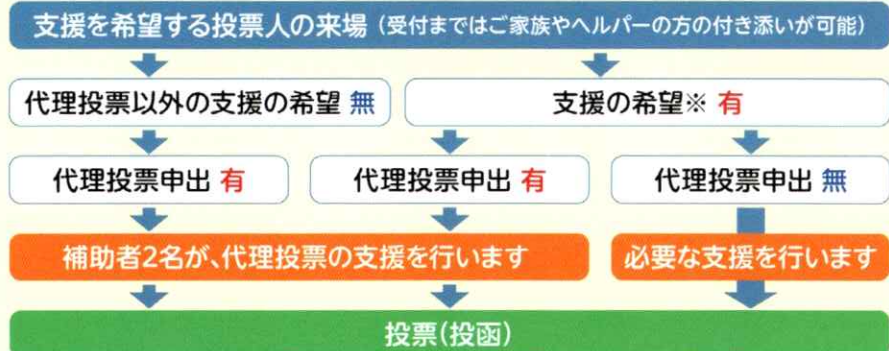 支援を希望する投票人の来場（受付まではご家族やヘルパーの方の付き添いが可能）
代理投票以外の支援の希望 無
支援の希望※ 有
代理投票申出 有
代理投票申出 有
代理投票申出 無
補助者2名が、代理投票の支援を行います
必要な支援を行います
投票（投函）